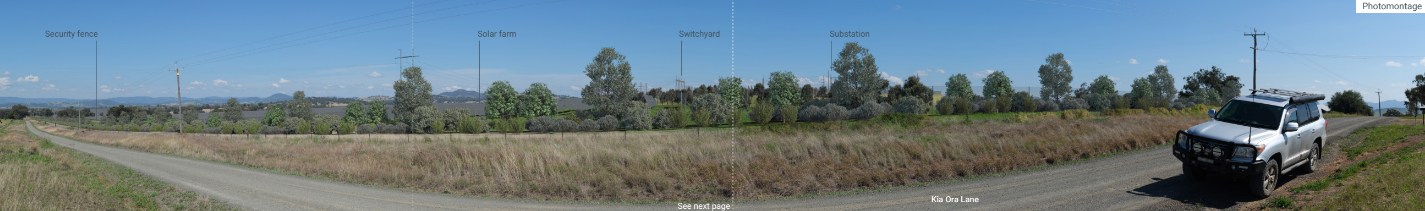 Photomontage
Security fence
Solar farm
Switchyard
Substation
Kia Ora Lane
See next page